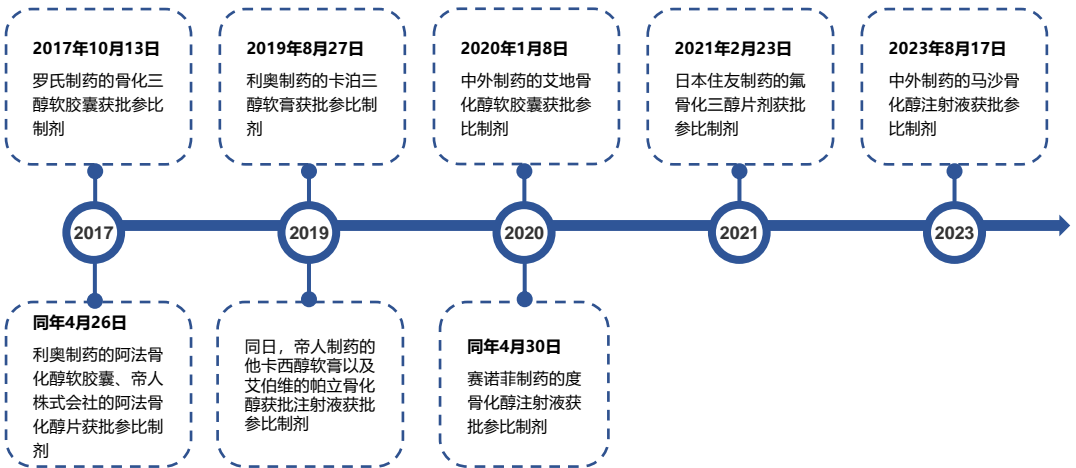 2017年10月13日
罗氏制药的骨化三
醇软胶囊获批参比
制剂
2019年8月27日
利奥制药的卡泊三
醇软膏获批参比制
剂
2020年1月8日
中外制药的艾地骨
化醇软胶囊获批参
比制剂
2021年2月23日
日本住友制药的氟
骨化三醇片剂获批
参比制剂
2023年8月17日
中外制药的马沙骨
化醇注射液获批参
比制剂
2017
2019
2020
2021
2023
同年4月26日
利奥制药的阿法骨
化醇软胶囊、帝人
株式会社的阿法骨
化醇片获批参比制
剂
同日，帝人制药的
他卡西醇软膏以及
艾伯维的帕立骨化
醇获批注射液获批
参比制剂
同年4月30日
赛诺菲制药的度
骨化醇注射液获
批参比制剂